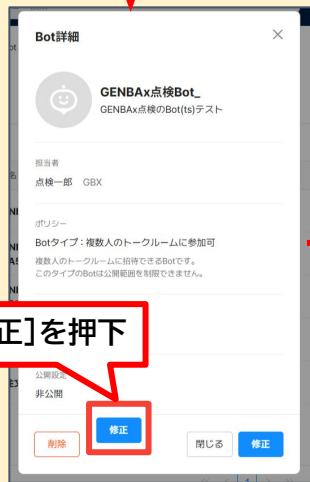 Bot詳細
GENBAx点検Bot_
GENBAx点検のBot(ts)テスト
担当者
点検一郎 GBX
ポリシー
Botタイプ：複数人のトークルームに参加可
複数人のトークルームに招待できるBotです。
このタイプのBotは公開範囲を制限できません。
正]を押下
公開設定
非公開
修正
削除
閉じる
修正